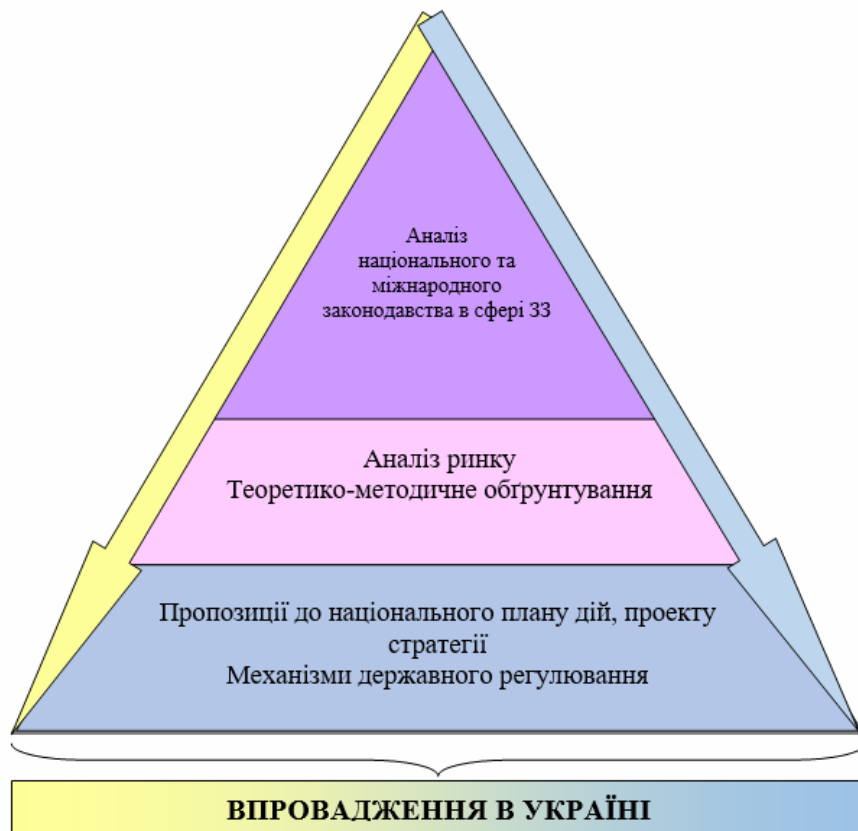 Аналіз
національного та
міжнародного
законодавства в сфері ЗЗ
Аналіз ринку
Теоретико-методичне обґрунтування
Пропозиції до національного плану дій, проекту
стратегії
Механізми державного регулювання
ВПРОВАДЖЕННЯ В УКРАЇНІ